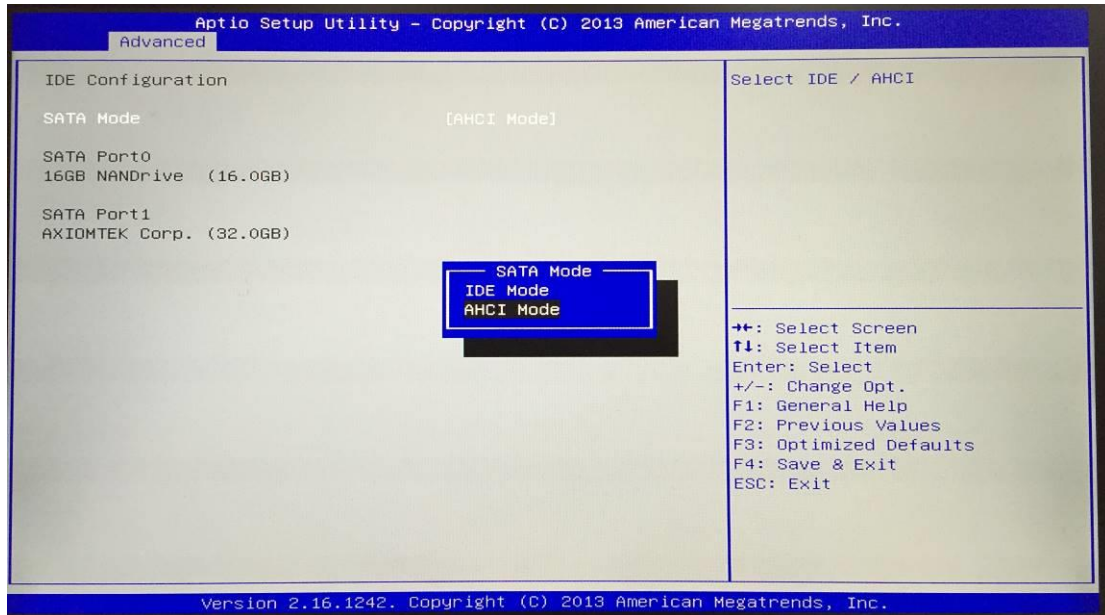 Aptio Setup Utility – Copyright (C) 2013 American Megatrends, Inc.
Advanced
IDE Configuration
SATA Mode [AHCI Mode]
SATA Port0
16GB NANDrive (16.0GB)
SATA Port1
AXIOMTEK Corp. (32.0GB)
SATA Mode
IDE Mode
AHCI Mode
Select IDE / AHCI
→←: Select Screen
↑↓: Select Item
Enter: Select
+/-: Change Opt.
F1: General Help
F2: Previous Values
F3: Optimized Defaults
F4: Save & Exit
ESC: Exit
Version 2.16.1242. Copyright (C) 2013 American Megatrends, Inc.